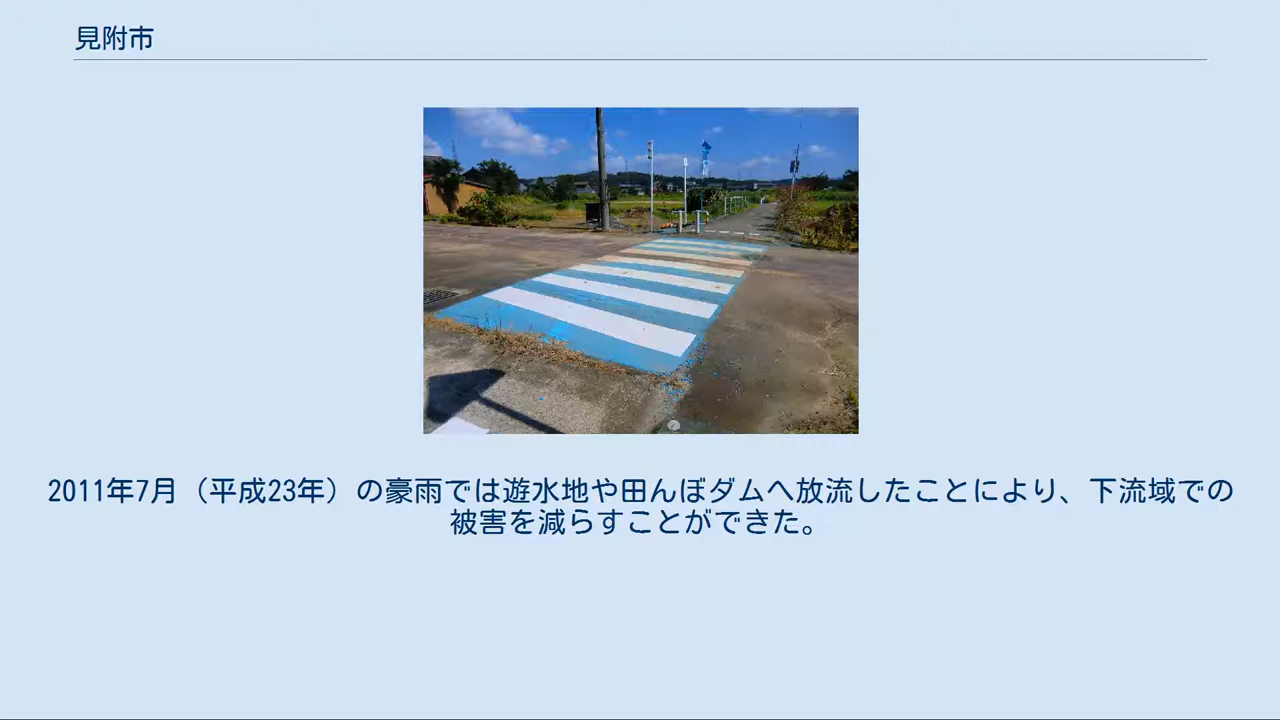 見附市
2011年7月（平成23年）の豪雨では遊水地や田んぼダムへ放流したことにより、下流域での
被害を減らすことができた。